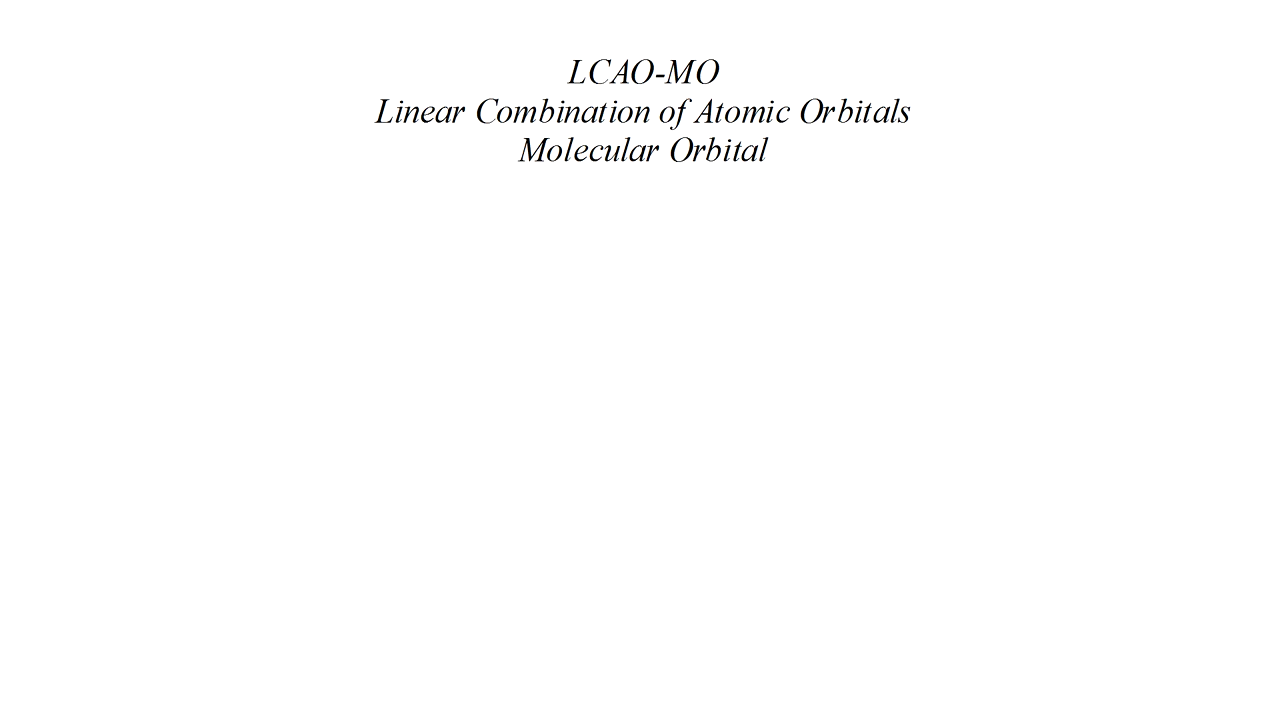 LCAO-MO
Linear Combination of Atomic Orbitals
Molecular Orbital